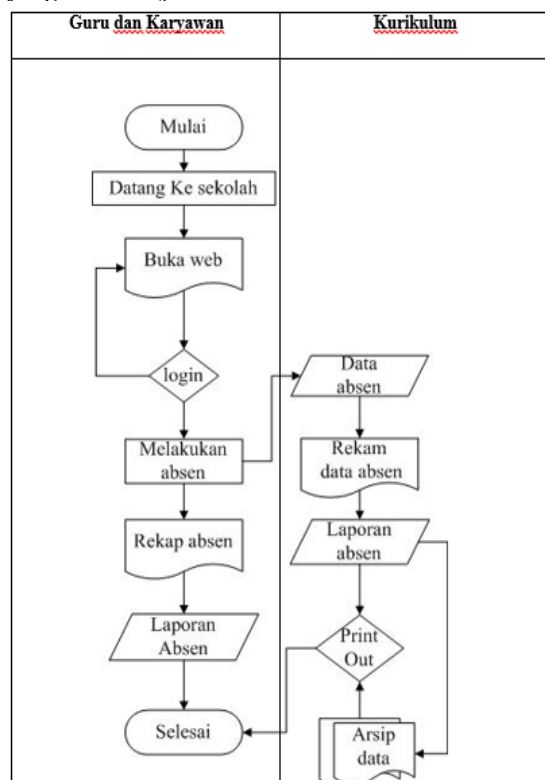 Guru dan Karyawan
Kurikulum
Mulai
Datang Ke sekolah
Buka web
login
Data
absen
Melakukan
absen
Rekam
data absen
Rekap absen
Laporan
absen
Laporan
Absen
Print
Out
Selesai
Arsip
data